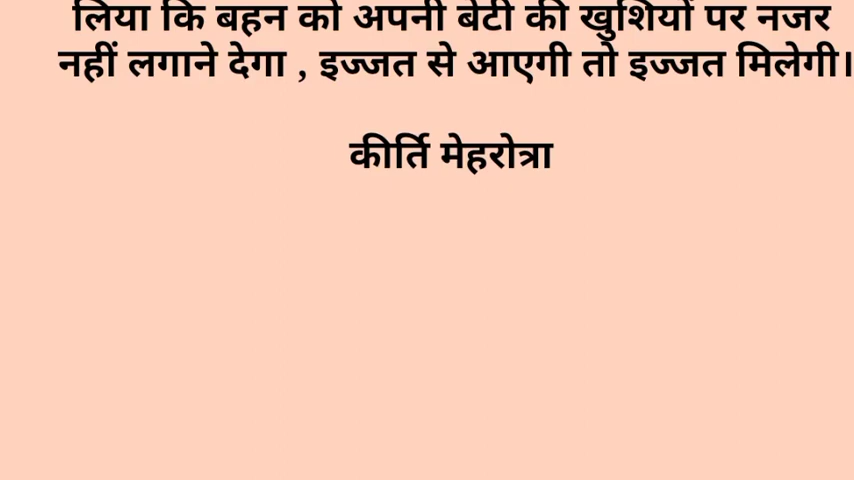 लिया कि बहन को अपनी बेटी की खुशियों पर नजर
नहीं लगाने देगा , इज्जत से आएगी तो इज्जत मिलेगी।
कीर्ति मेहरोत्रा